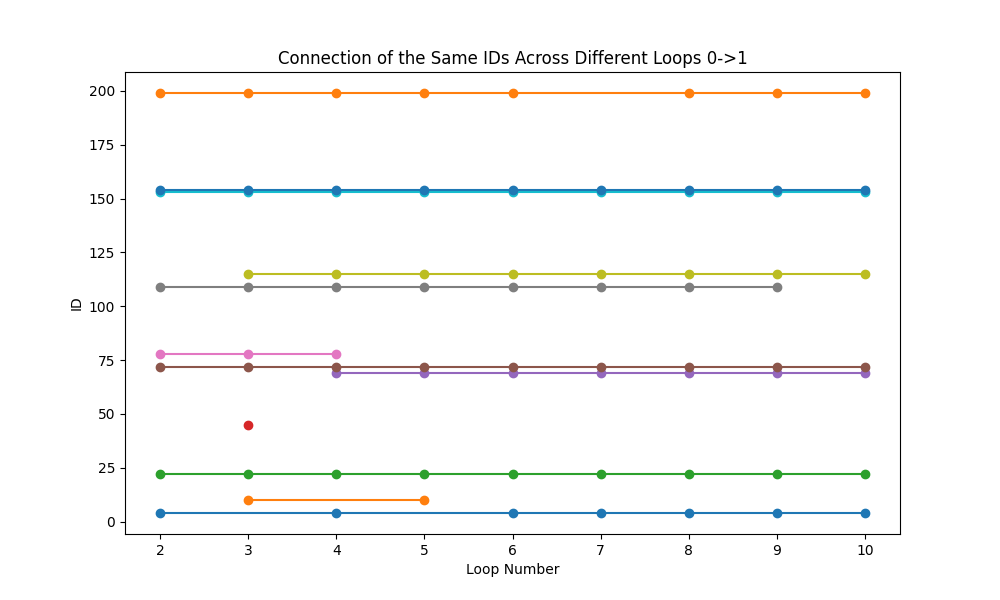 Connection of the Same IDs Across Different Loops 0->1
200
175
150
125
100
75
50
25
0
ID
2 3 4 5 6 7 8 9 10
Loop Number